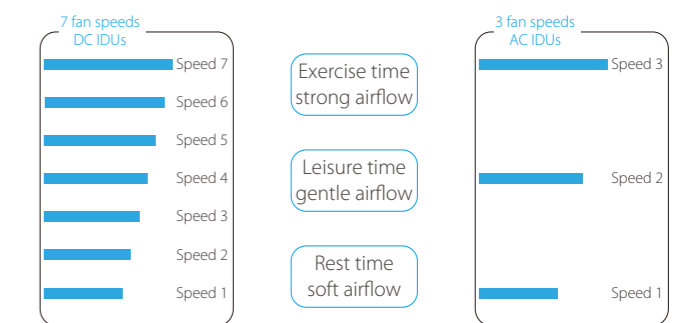 7 fan speeds
DC IDUs
Speed 7
Speed 6
Speed 5
Speed 4
Speed 3
Speed 2
Speed 1
Exercise time
strong airflow
Leisure time
gentle airflow
Rest time
soft airflow
3 fan speeds
AC IDUs
Speed 3
Speed 2
Speed 1